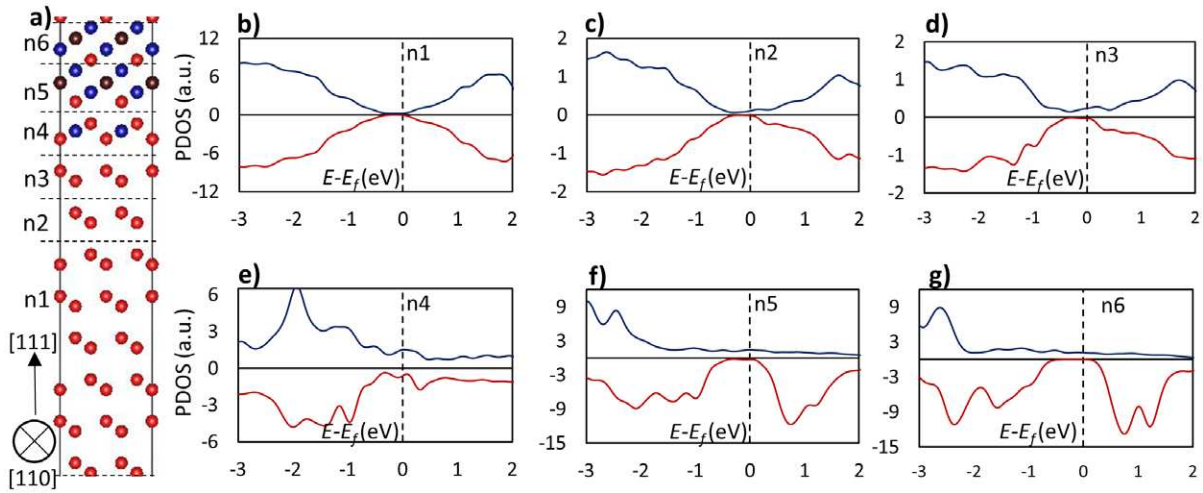 a)
n6
n5
n4
n3
n2
n1
[111]
[110]
b)
n1
PDOS (a.u.)
12
6
0
-6
-12
E-Ef(eV)
-3 -2 -1 0 1 2
c)
n2
2
1
0
-1
2
E-Ef(eV)
-3 -2 -1 0 1 2
d)
n3
2
1
0
-1
-2
E-Ef(eV)
-3 -2 -1 0 1 2
e)
n4
PDOS (a.u.)
6
3
0
-3
-6
E-Ef(eV)
-3 -2 -1 0 1 2
f)
n5
9
3
-3
-9
-15
E-Ef(eV)
-3 -2 -1 0 1 2
g)
n6
9
3
-3
-9
-15
E-Ef(eV)
-3 -2 -1 0 1 2